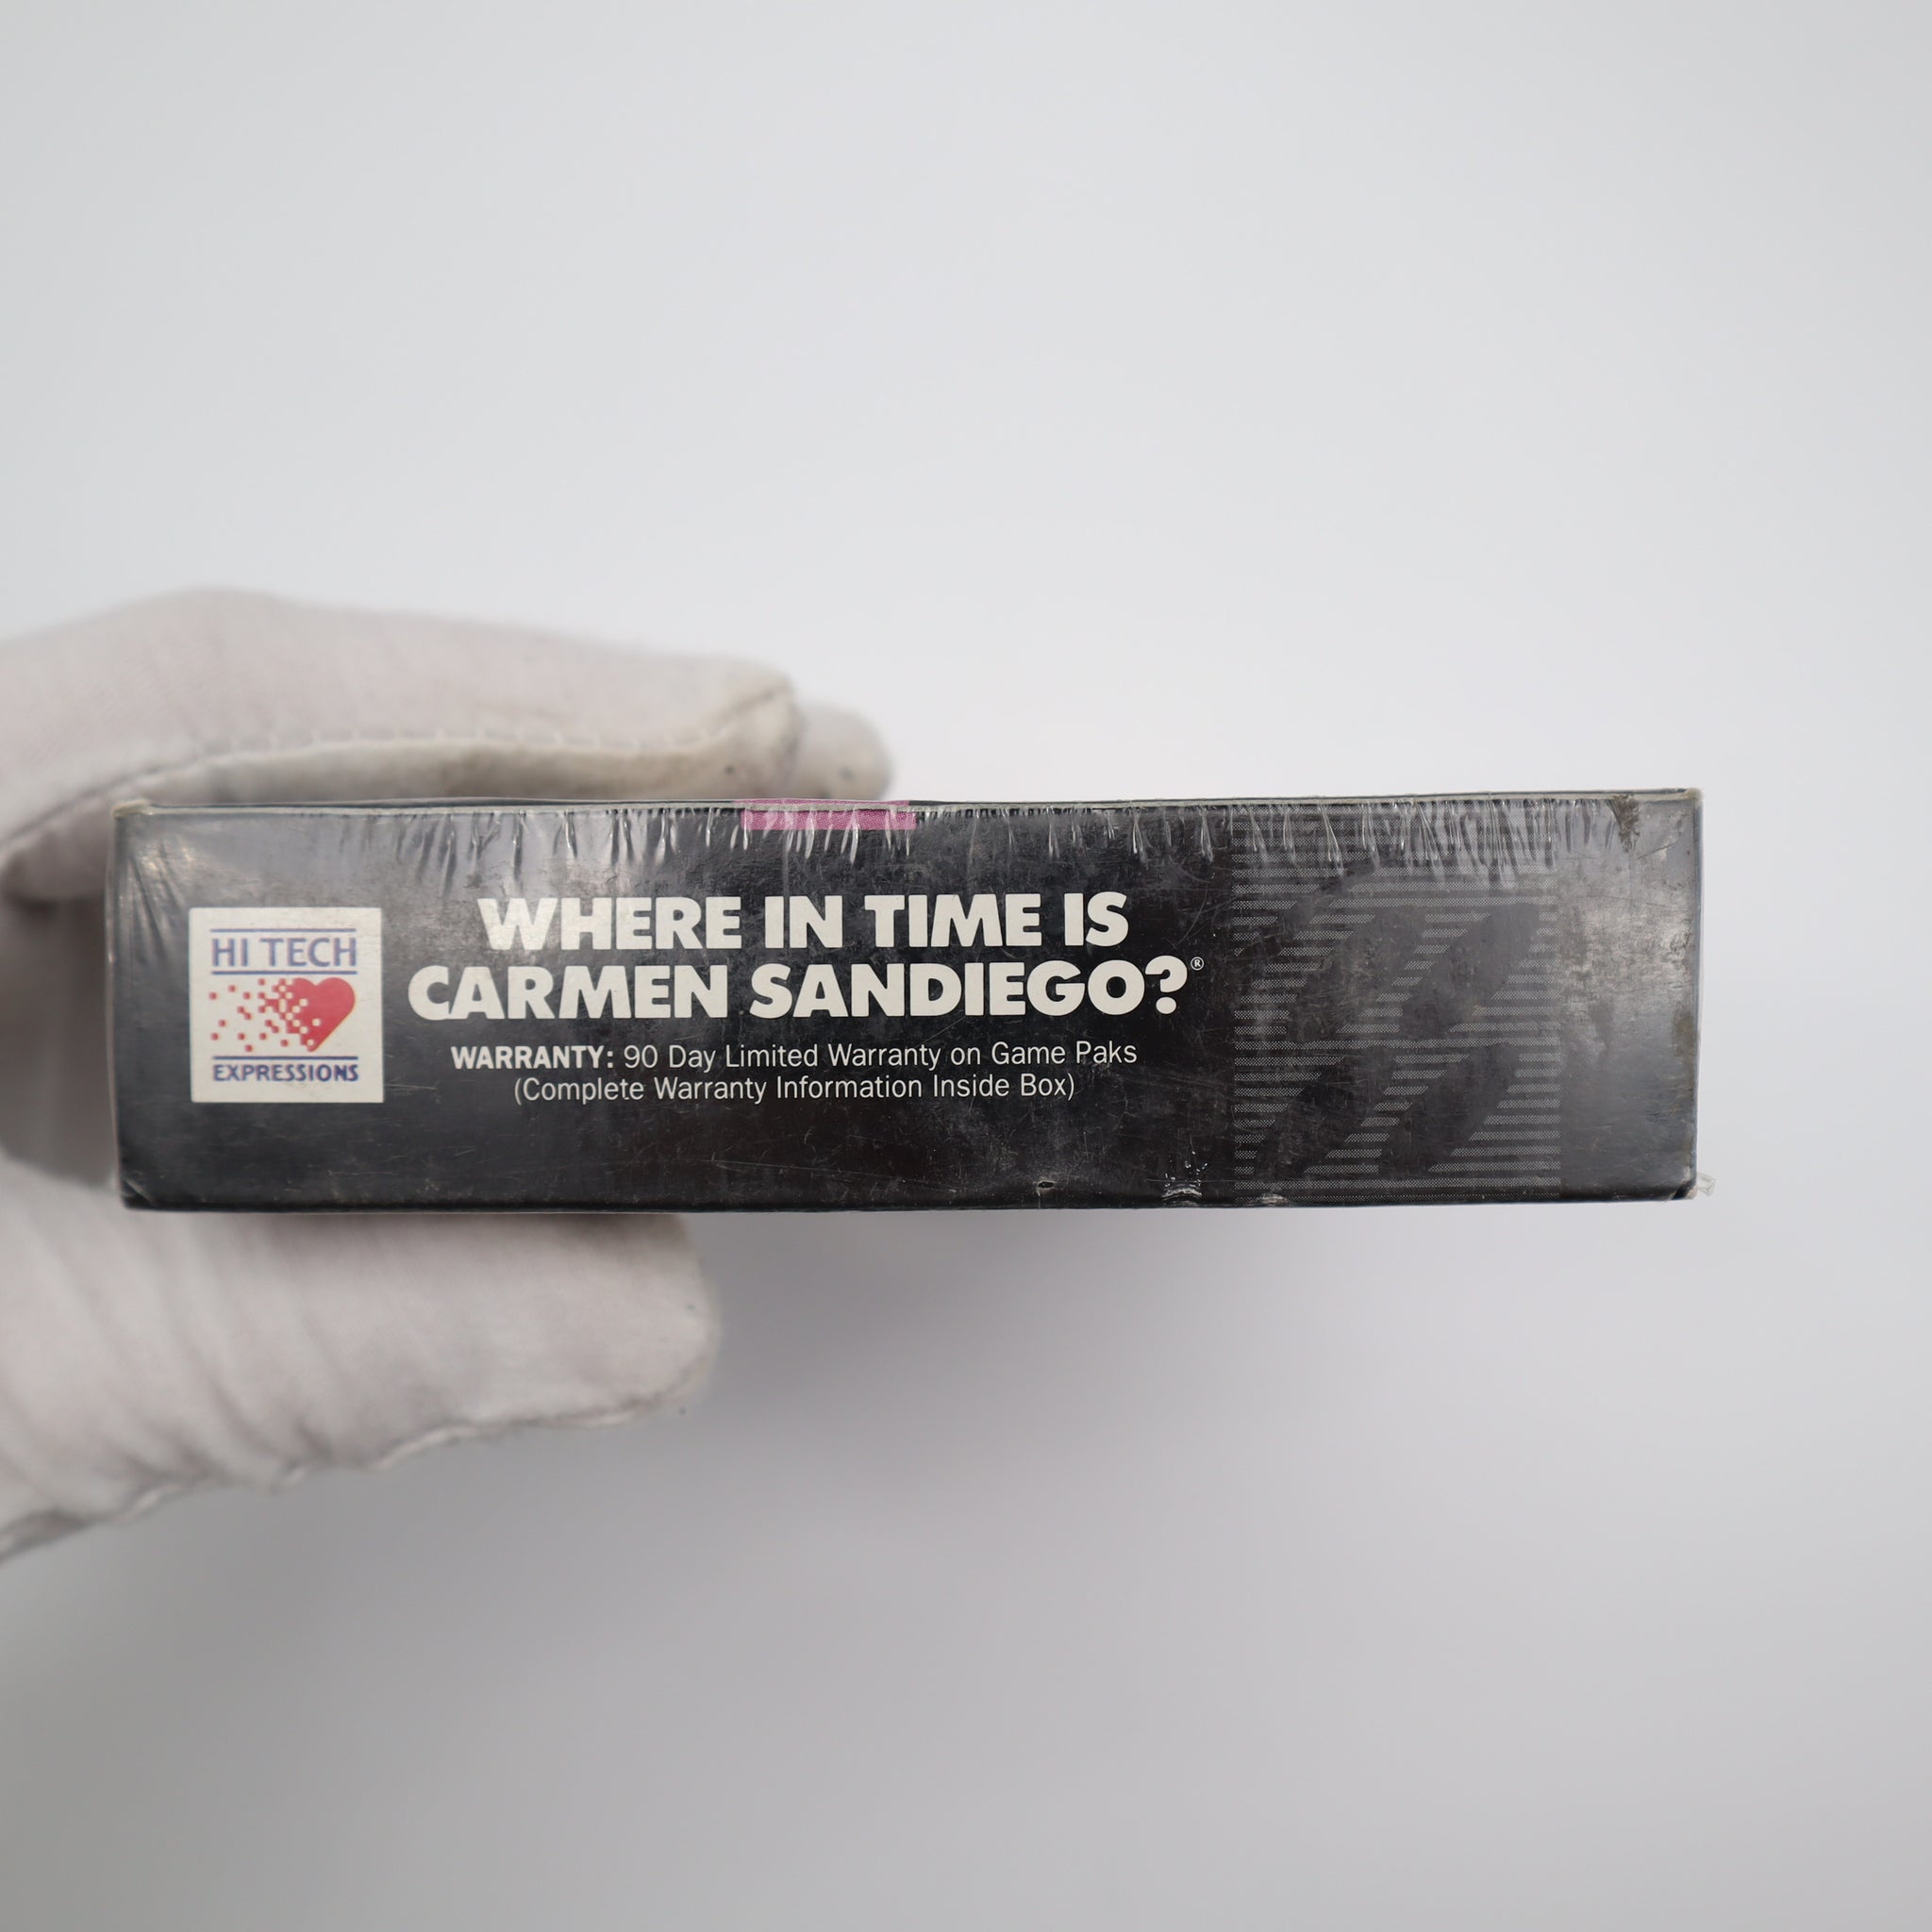 HI TECH
EXPRESSIONS
WHERE IN TIME IS
CARMEN SANDIEGO?®
WARRANTY: 90 Day Limited Warranty on Game Paks
(Complete Warranty Information Inside Box)